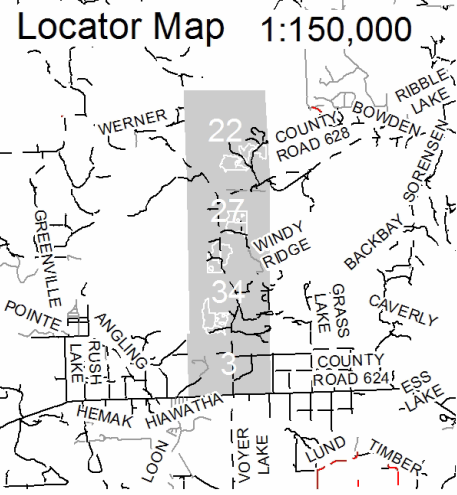 Locator Map 1:150,000
RIBBLE
LAKE
WERNER
BOWDEN
22
COUNTY
ROAD 628
SORENSEN
27
GREENVILLE
WINDY
RIDGE
BACKBAY
34
POINTE
ANGLING
GRASS
LAKE
CAVERLY
RUSH
LAKE
3
COUNTY
ROAD 624
ESS
LAKE
HEMAK
HIAWATHA
LOON
VOYER
LAKE
LUND
TIMBER